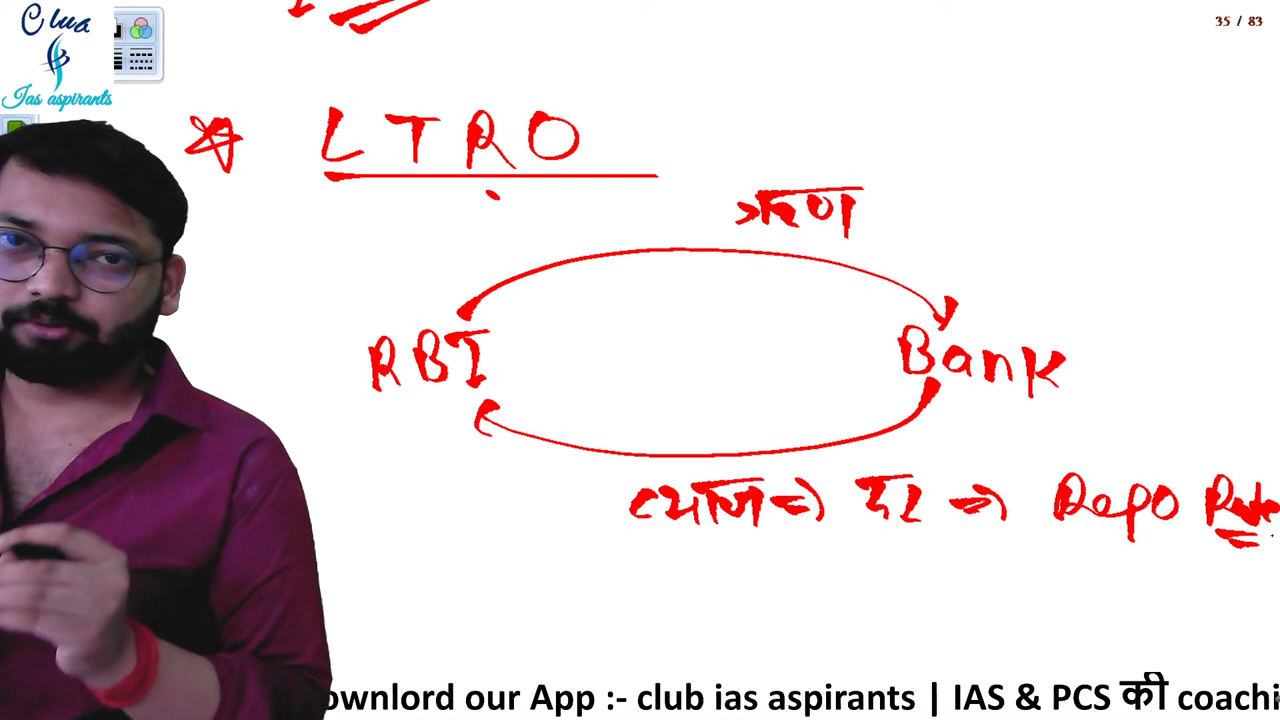 Clua
35 / 83
Ias aspirants
LTRO
ऋण
RBI
Bank
ब्याज => दर => Repo Rate
ownlord our App :- club ias aspirants | IAS & PCS की coachi